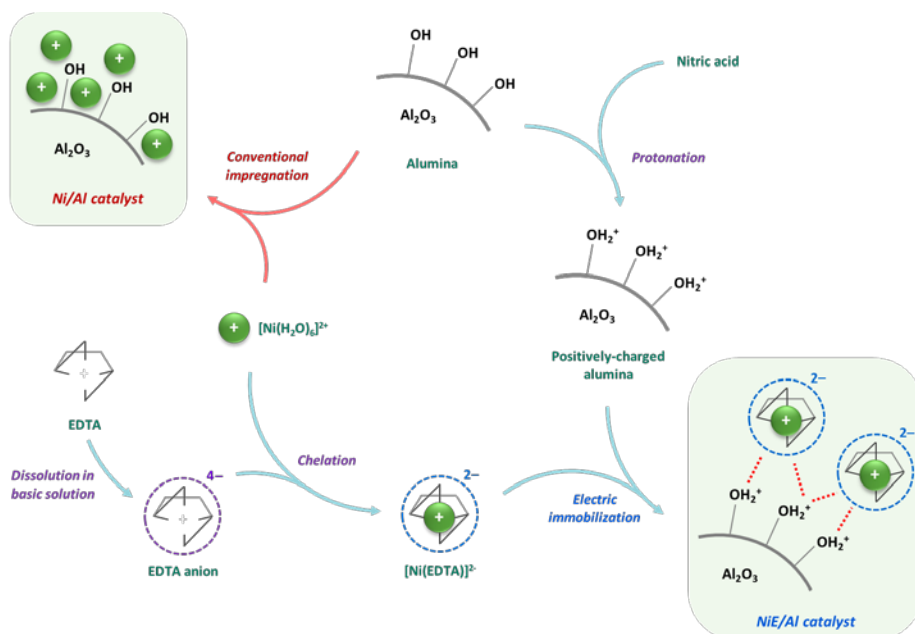 +
+
+
+
+
OH
OH
OH
Al₂O₃
Ni/Al catalyst
Conventional
impregnation
OH
OH
OH
Al₂O₃
Alumina
Nitric acid
Protonation
OH₂⁺
OH₂⁺
OH₂⁺
Al₂O₃
Positively-charged
alumina
+
[Ni(H₂O)₆]²⁺
EDTA
Dissolution in
basic solution
4–
EDTA anion
Chelation
2–
+
[Ni(EDTA)]²⁻
Electric
immobilization
2–
+
2–
+
OH₂⁺
OH₂⁺
OH₂⁺
Al₂O₃
NiE/Al catalyst